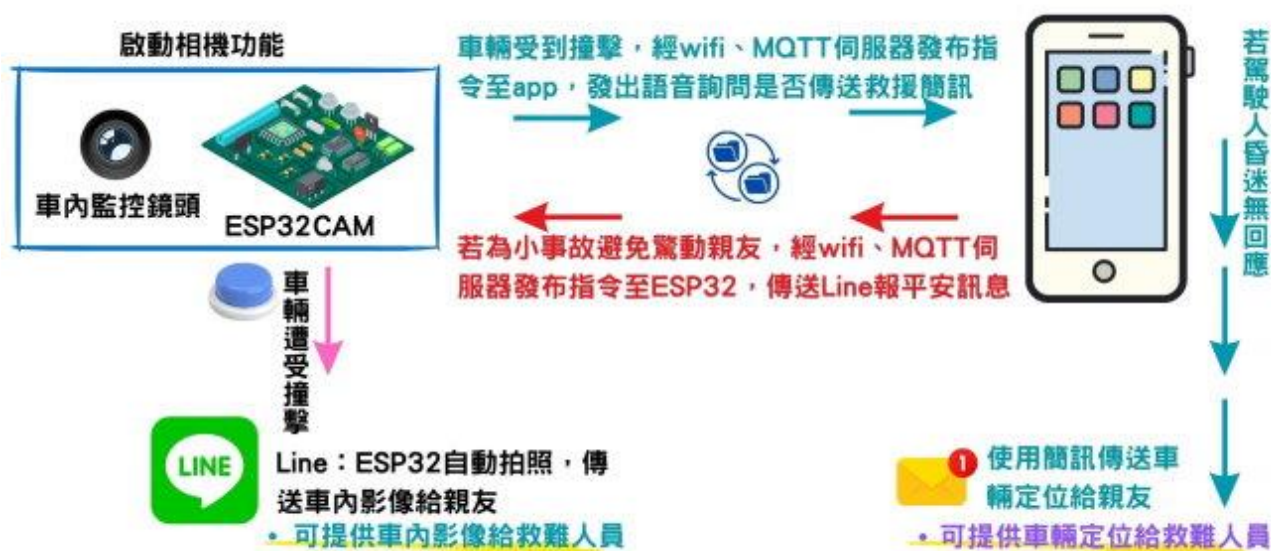 啟動相機功能
車內監控鏡頭
ESP32CAM
車輛受到撞擊，經wifi、MQTT伺服器發布指
令至app，發出語音詢問是否傳送救援簡訊
若為小事故避免驚動親友，經wifi、MQTT伺
服器發布指令至ESP32，傳送Line報平安訊息
若駕駛人昏迷無回應
車輛遭受撞擊
LINE
Line：ESP32自動拍照，傳
送車內影像給親友
• 可提供車內影像給救難人員
1
使用簡訊傳送車
輛定位給親友
• 可提供車輛定位給救難人員